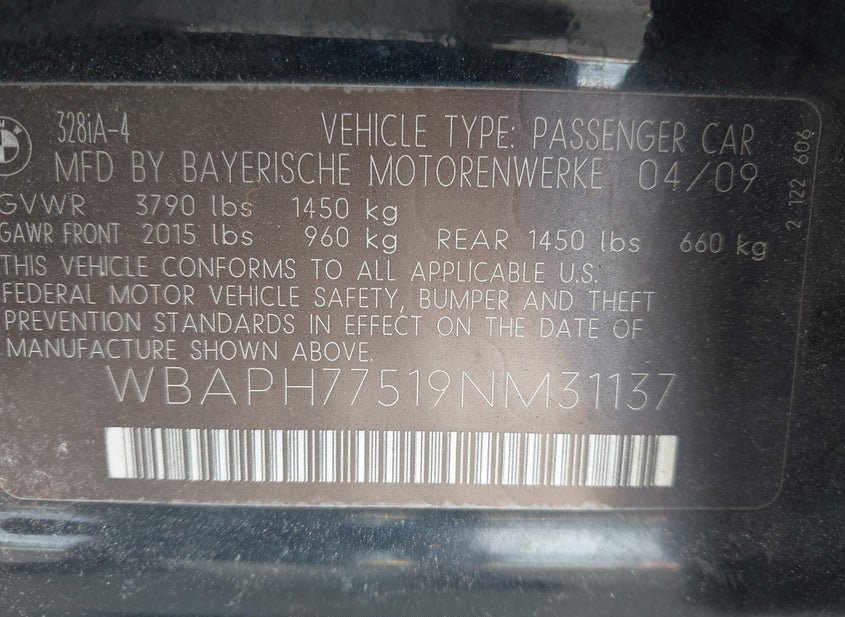 328iA-4
VEHICLE TYPE: PASSENGER CAR
MFD BY BAYERISCHE MOTORENWERKE 04/09
GVWR 3790 lbs 1450 kg
GAWR FRONT 2015 lbs 960 kg REAR 1450 lbs 660 kg
THIS VEHICLE CONFORMS TO ALL APPLICABLE U.S.
FEDERAL MOTOR VEHICLE SAFETY, BUMPER AND THEFT
PREVENTION STANDARDS IN EFFECT ON THE DATE OF
MANUFACTURE SHOWN ABOVE.
WBAPH77519NM31137
2 122 606